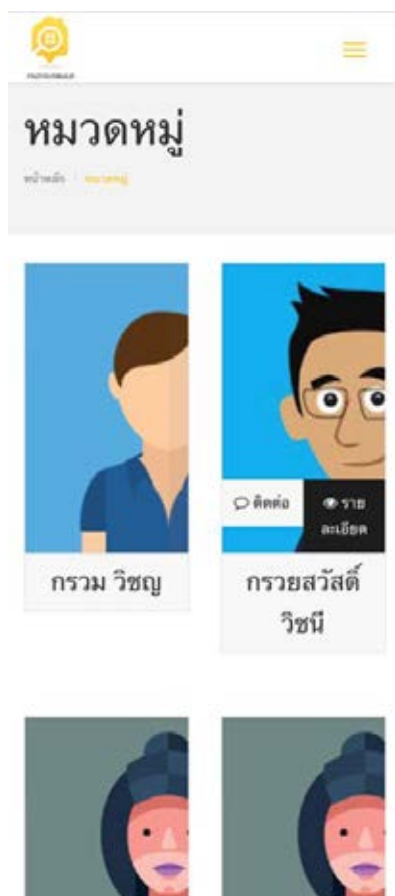 หมวดหมู่
หน้าหลัก / หมวดหมู่
ติดต่อ
ราย
ละเอียด
กรวม วิชญ
กรวยสวัสดิ์
วิชนี